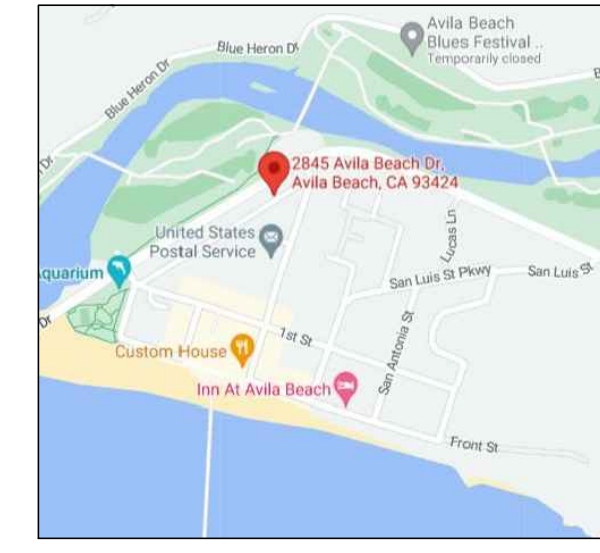 Avila Beach
Blues Festival ..
Temporarily closed
Blue Heron Dr
Blue Heron Dr
B
Dr
2845 Avila Beach Dr,
Avila Beach, CA 93424
United States
Postal Service
Lucas Ln
quarium
San Luis St Pkwy
San Luis St
Dr
1st St
Custom House
San Antonia St
Inn At Avila Beach
Front St